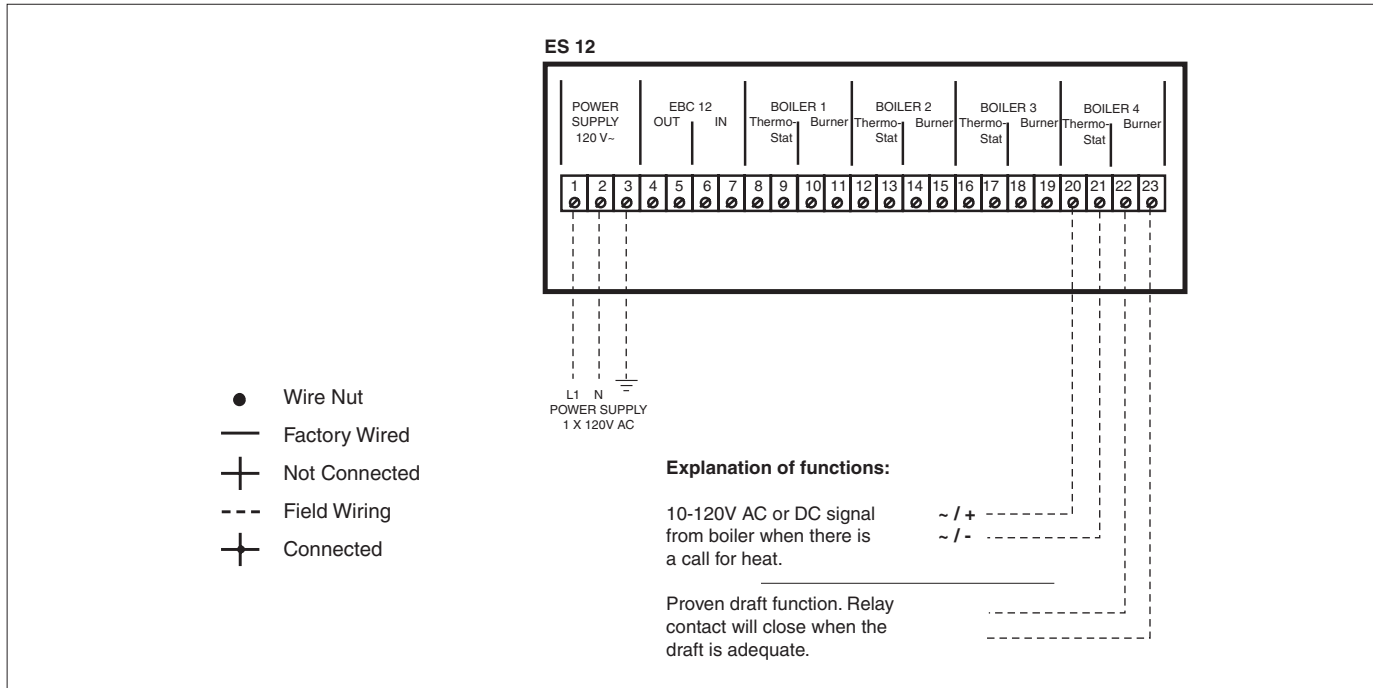 ES 12
POWER SUPPLY 120 V~
EBC 12
OUT IN
BOILER 1
Thermo-Stat Burner
BOILER 2
Thermo-Stat Burner
BOILER 3
Thermo-Stat Burner
BOILER 4
Thermo-Stat Burner
1 2 3 4 5 6 7 8 9 10 11 12 13 14 15 16 17 18 19 20 21 22 23
L1 N
POWER SUPPLY
1 X 120V AC
Wire Nut
Factory Wired
Not Connected
Field Wiring
Connected
Explanation of functions:
10-120V AC or DC signal ~ / +
from boiler when there is ~ / -
a call for heat.
Proven draft function. Relay
contact will close when the
draft is adequate.